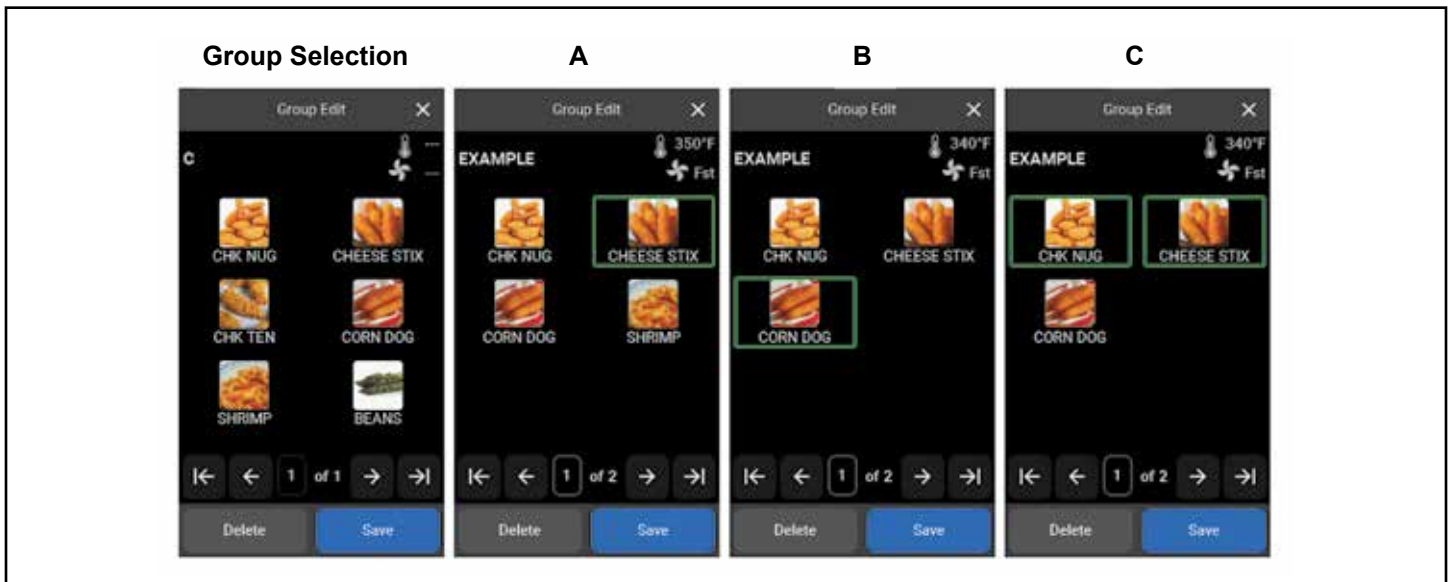 Group Selection
A
B
C
Group Edit ×
C
---
—
CHK NUG CHEESE STIX
CHK TEN CORN DOG
SHRIMP BEANS
1 of 1
Delete Save
Group Edit ×
EXAMPLE
350°F
Fst
CHK NUG CHEESE STIX
CORN DOG SHRIMP
1 of 2
Delete Save
Group Edit ×
EXAMPLE
340°F
Fst
CHK NUG CHEESE STIX
CORN DOG
1 of 2
Delete Save
Group Edit ×
EXAMPLE
340°F
Fst
CHK NUG CHEESE STIX
CORN DOG
1 of 2
Delete Save